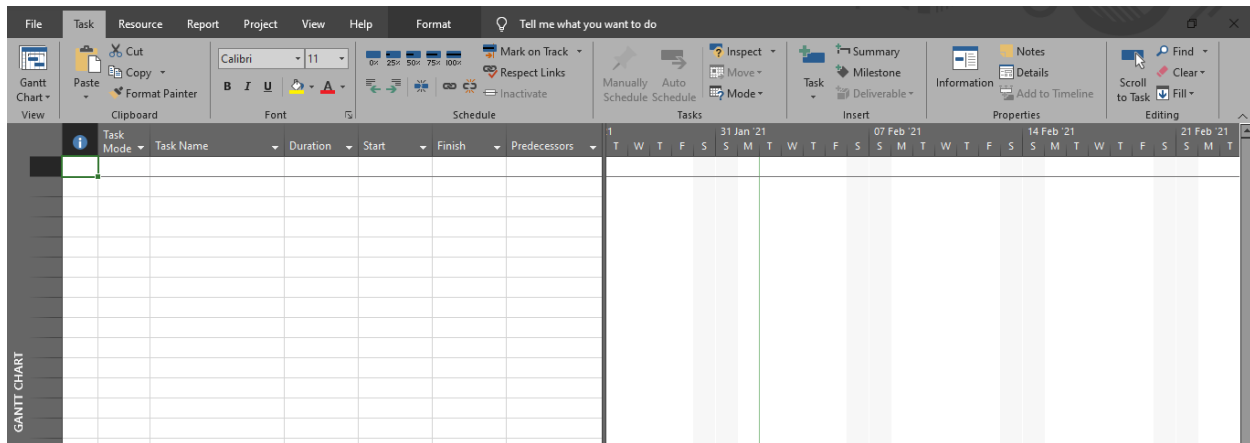 File Task Resource Report Project View Help Format Tell me what you want to do
Cut
Copy
Format Painter
Paste
Gantt
Chart
View
Clipboard
Calibri 11
B I U A
Font
0% 25% 50% 75% 100%
Mark on Track
Respect Links
Inactivate
Schedule
Manually
Schedule
Auto
Schedule
Inspect
Move
Mode
Tasks
Task
Summary
Milestone
Deliverable
Insert
Information
Notes
Details
Add to Timeline
Properties
Scroll
to Task
Find
Clear
Fill
Editing
Task
Mode Task Name Duration Start Finish Predecessors
1 31 Jan '21 07 Feb '21 14 Feb '21 21 Feb '21
T W T F S S M T W T F S S M T W T F S S M T W T F S S M T
GANTT CHART